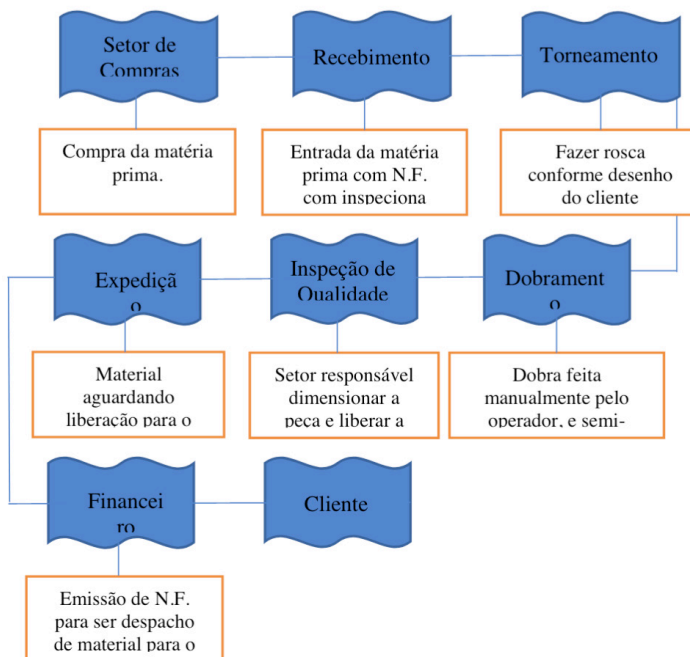 Setor de
Compras
Recebimento
Torneamento
Compra da matéria
prima.
Entrada da matéria
prima com N.F.
com inspeciona
Fazer rosca
conforme desenho
do cliente
Expediçã
o
Inspeção de
Qualidade
Dobrament
o
Material
aguardando
liberação para o
Setor responsável
dimensionar a
peça e liberar a
Dobra feita
manualmente pelo
operador, e semi-
Financei
ro
Cliente
Emissão de N.F.
para ser despacho
de material para o